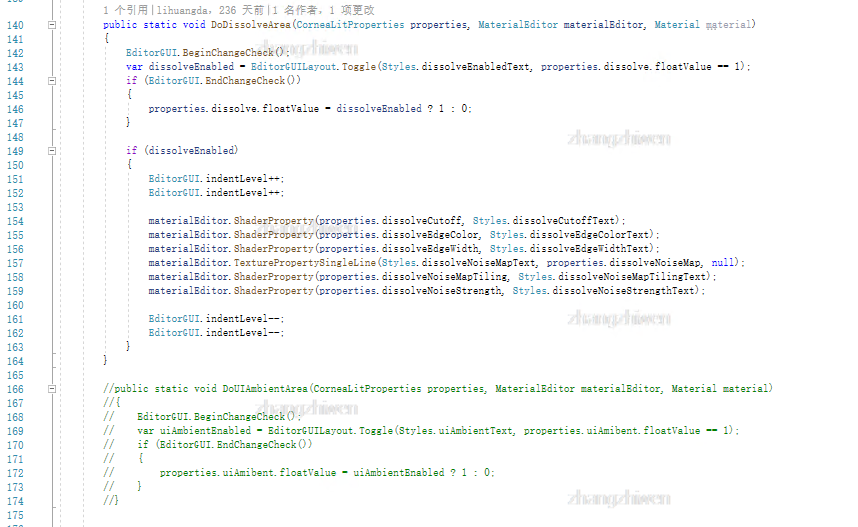 1 个引用|lihuangda, 236 天前|1 名作者, 1 项更改
140 public static void DoDissolveArea(CorneaLitProperties properties, MaterialEditor materialEditor, Material material)
141 {
142 EditorGUI.BeginChangeCheck();
143 var dissolveEnabled = EditorGUILayout.Toggle(Styles.dissolveEnabledText, properties.dissolve.floatValue == 1);
144 if (EditorGUI.EndChangeCheck())
145 {
146 properties.dissolve.floatValue = dissolveEnabled ? 1 : 0;
147 }
148
149 if (dissolveEnabled)
150 {
151 EditorGUI.indentLevel++;
152 EditorGUI.indentLevel++;
153
154 materialEditor.ShaderProperty(properties.dissolveCutoff, Styles.dissolveCutoffText);
155 materialEditor.ShaderProperty(properties.dissolveEdgeColor, Styles.dissolveEdgeColorText);
156 materialEditor.ShaderProperty(properties.dissolveEdgeWidth, Styles.dissolveEdgeWidthText);
157 materialEditor.TexturePropertySingleLine(Styles.dissolveNoiseMapText, properties.dissolveNoiseMap, null);
158 materialEditor.ShaderProperty(properties.dissolveNoiseMapTiling, Styles.dissolveNoiseMapTilingText);
159 materialEditor.ShaderProperty(properties.dissolveNoiseStrength, Styles.dissolveNoiseStrengthText);
160
161 EditorGUI.indentLevel--;
162 EditorGUI.indentLevel--;
163 }
164 }
165
166 //public static void DoUIAmbientArea(CorneaLitProperties properties, MaterialEditor materialEditor, Material material)
167 //{
168 // EditorGUI.BeginChangeCheck();
169 // var uiAmbientEnabled = EditorGUILayout.Toggle(Styles.uiAmbientText, properties.uiAmibent.floatValue == 1);
170 // if (EditorGUI.EndChangeCheck())
171 // {
172 // properties.uiAmibent.floatValue = uiAmbientEnabled ? 1 : 0;
173 // }
174 //}
175
zhangzhiwen
zhangzhiwen
zhangzhiwen
zhangzhiwen
zhangzhiwen
zhangzhiwen